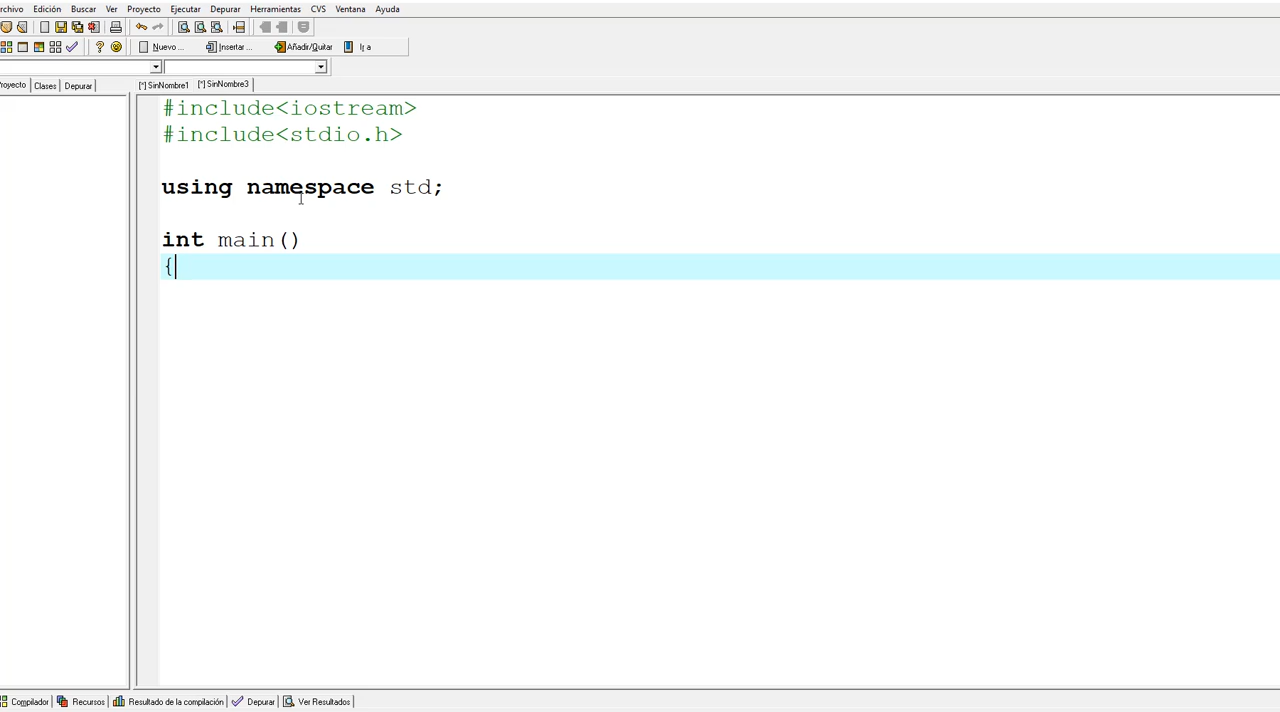 Archivo Edición Buscar Ver Proyecto Ejecutar Depurar Herramientas CVS Ventana Ayuda
Nuevo ... Insertar ... Añadir/Quitar Ir a
royecto Clases Depurar [*] SinNombre1 [*] SinNombre3
#include<iostream>
#include<stdio.h>
using namespace std;
int main()
{
Compilador Recursos Resultado de la compilación Depurar Ver Resultados